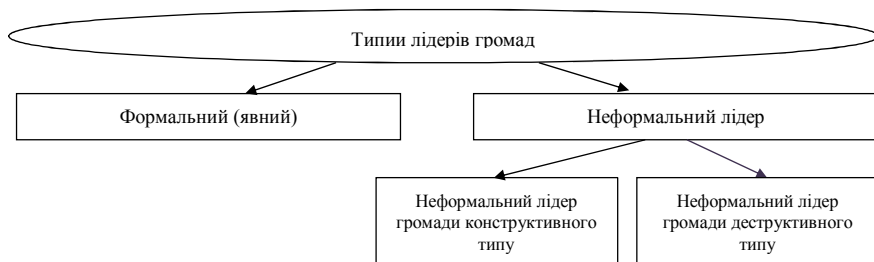 Типии лідерів громад
Формальний (явний)
Неформальний лідер
Неформальний лідер
громади конструктивного
типу
Неформальний лідер
громади деструктивного
типу